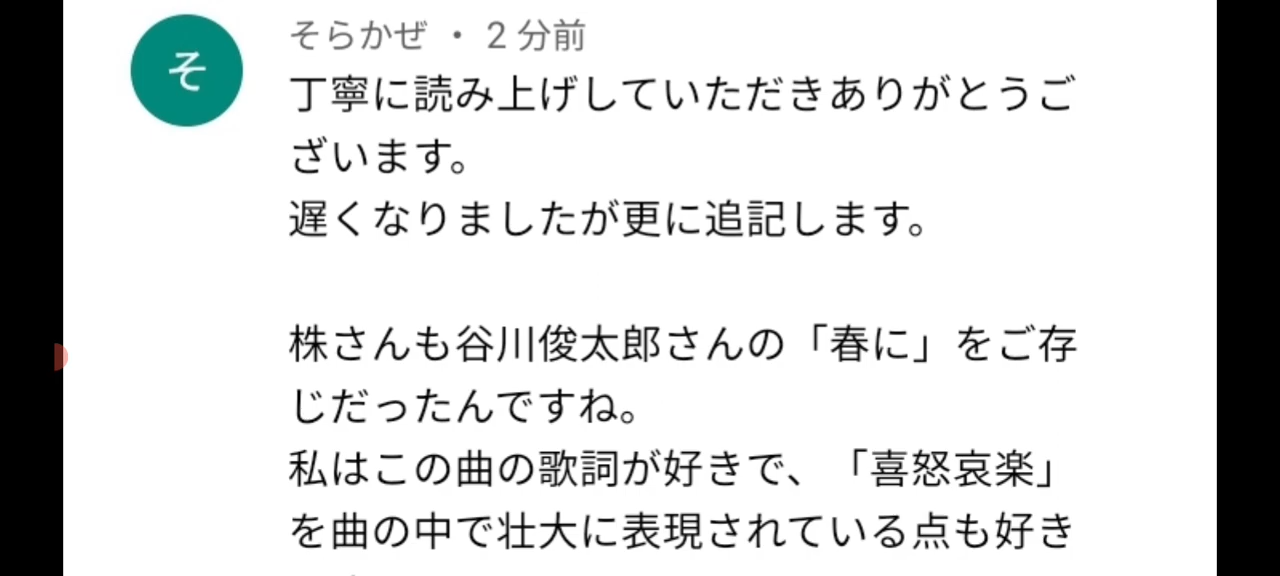 そ
そらかぜ ・ 2 分前
丁寧に読み上げしていただきありがとうご
ざいます。
遅くなりましたが更に追記します。
株さんも谷川俊太郎さんの「春に」をご存
じだったんですね。
私はこの曲の歌詞が好きで、「喜怒哀楽」
を曲の中で壮大に表現されている点も好き